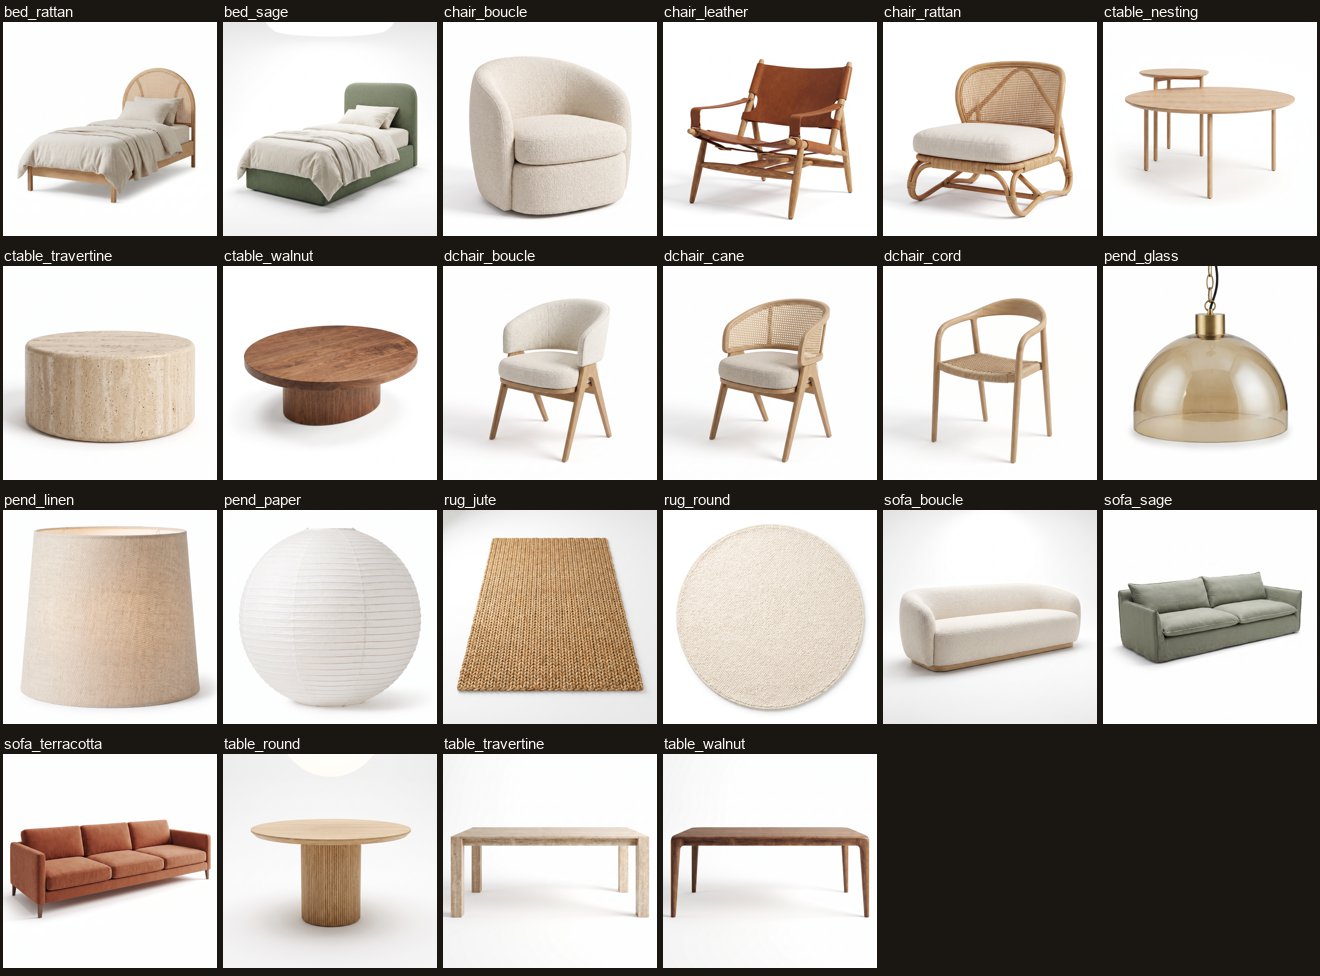 bed_rattan
bed_sage
chair_boucle
chair_leather
chair_rattan
ctable_nesting
ctable_travertine
ctable_walnut
dchair_boucle
dchair_cane
dchair_cord
pend_glass
pend_linen
pend_paper
rug_jute
rug_round
sofa_boucle
sofa_sage
sofa_terracotta
table_round
table_travertine
table_walnut